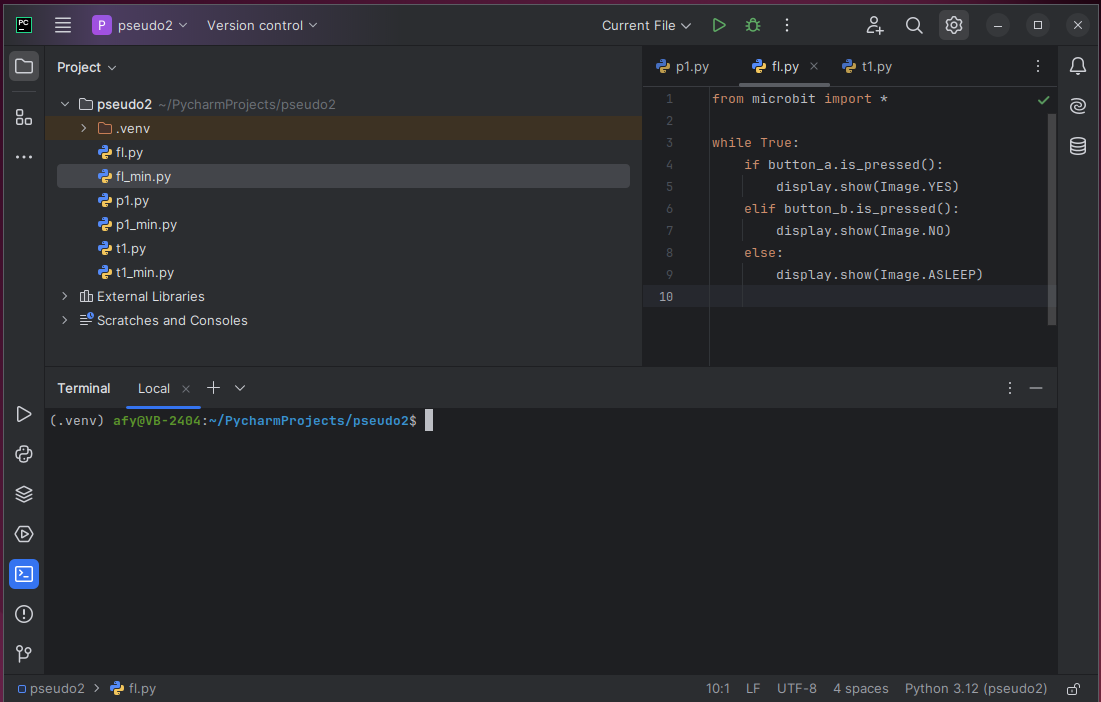 PC
P pseudo2 Version control Current File
Project
pseudo2 ~/PycharmProjects/pseudo2
.venv
fl.py
fl_min.py
p1.py
p1_min.py
t1.py
t1_min.py
External Libraries
Scratches and Consoles
p1.py fl.py t1.py
1 from microbit import *
2
3 while True:
4     if button_a.is_pressed():
5         display.show(Image.YES)
6     elif button_b.is_pressed():
7         display.show(Image.NO)
8     else:
9         display.show(Image.ASLEEP)
10
Terminal Local
(.venv) afy@VB-2404:~/PycharmProjects/pseudo2$
pseudo2 > fl.py 10:1 LF UTF-8 4 spaces Python 3.12 (pseudo2)